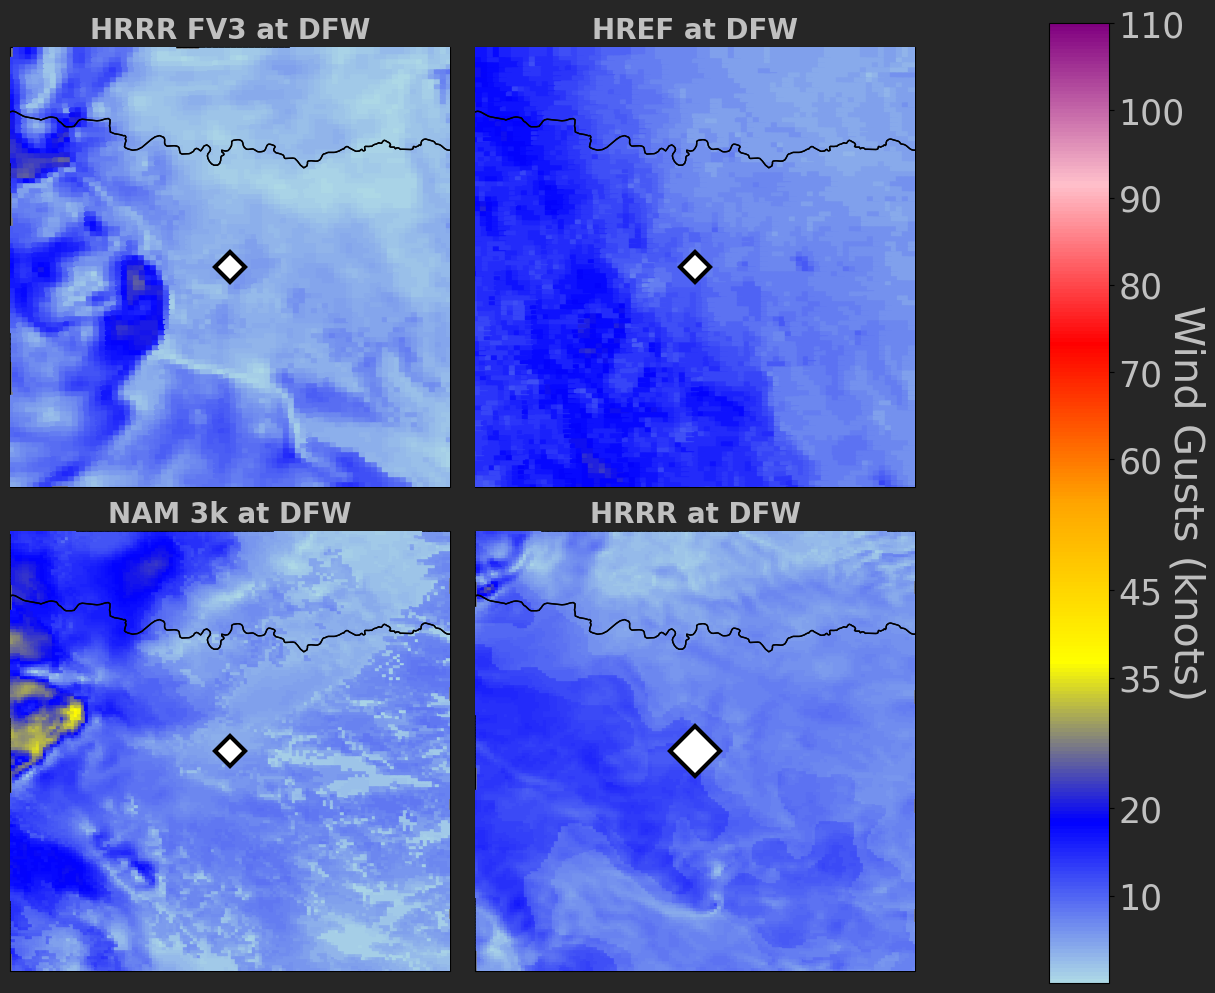 HRRR FV3 at DFW
HREF at DFW
NAM 3k at DFW
HRRR at DFW
110
100
90
80
70
60
45
35
20
10
Wind Gusts (knots)